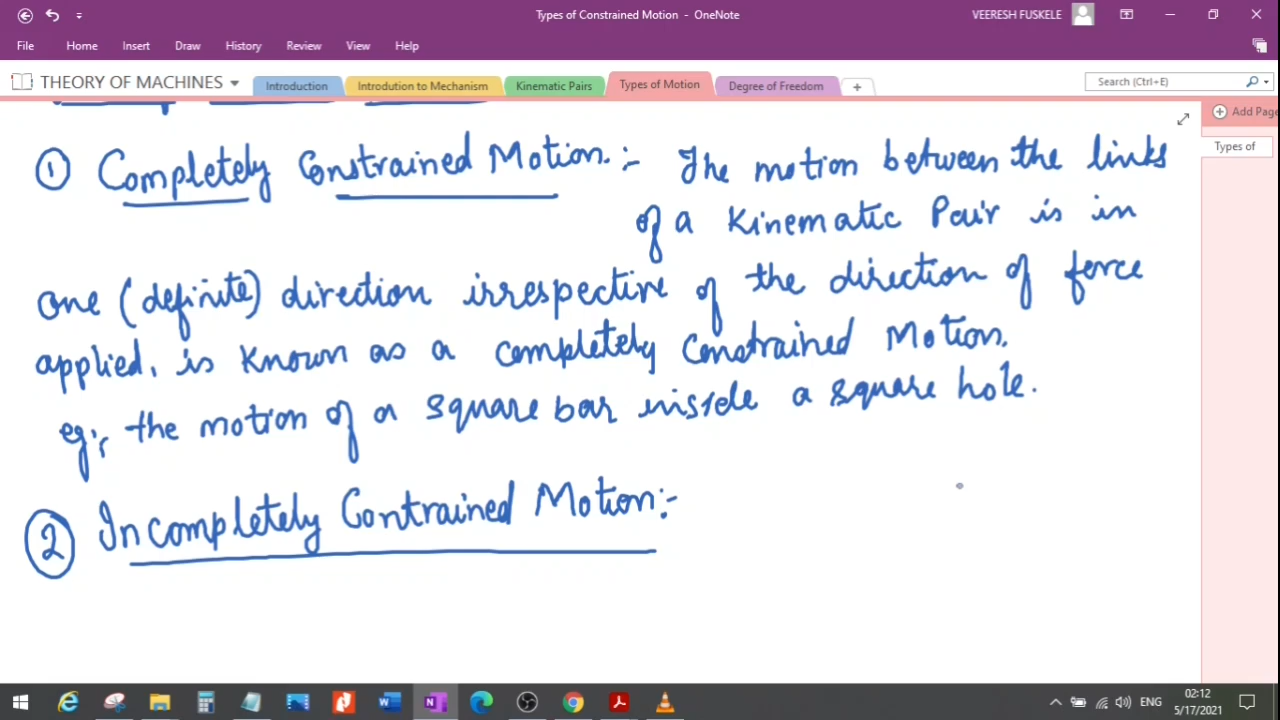 Types of Constrained Motion - OneNote
VEERESH FUSKELE
File Home Insert Draw History Review View Help
THEORY OF MACHINES
Introduction
Introdution to Mechanism
Kinematic Pairs
Types of Motion
Degree of Freedom
Search (Ctrl+E)
Add Page
Types of
① Completely Constrained Motion :- The motion between the links
of a Kinematic Pair is in
one (definite) direction irrespective of the direction of force
applied, is known as a completely Constrained Motion.
eg:, the motion of a square bar inside a square hole.
② Incompletely Contrained Motion:-
ENG
02:12
5/17/2021